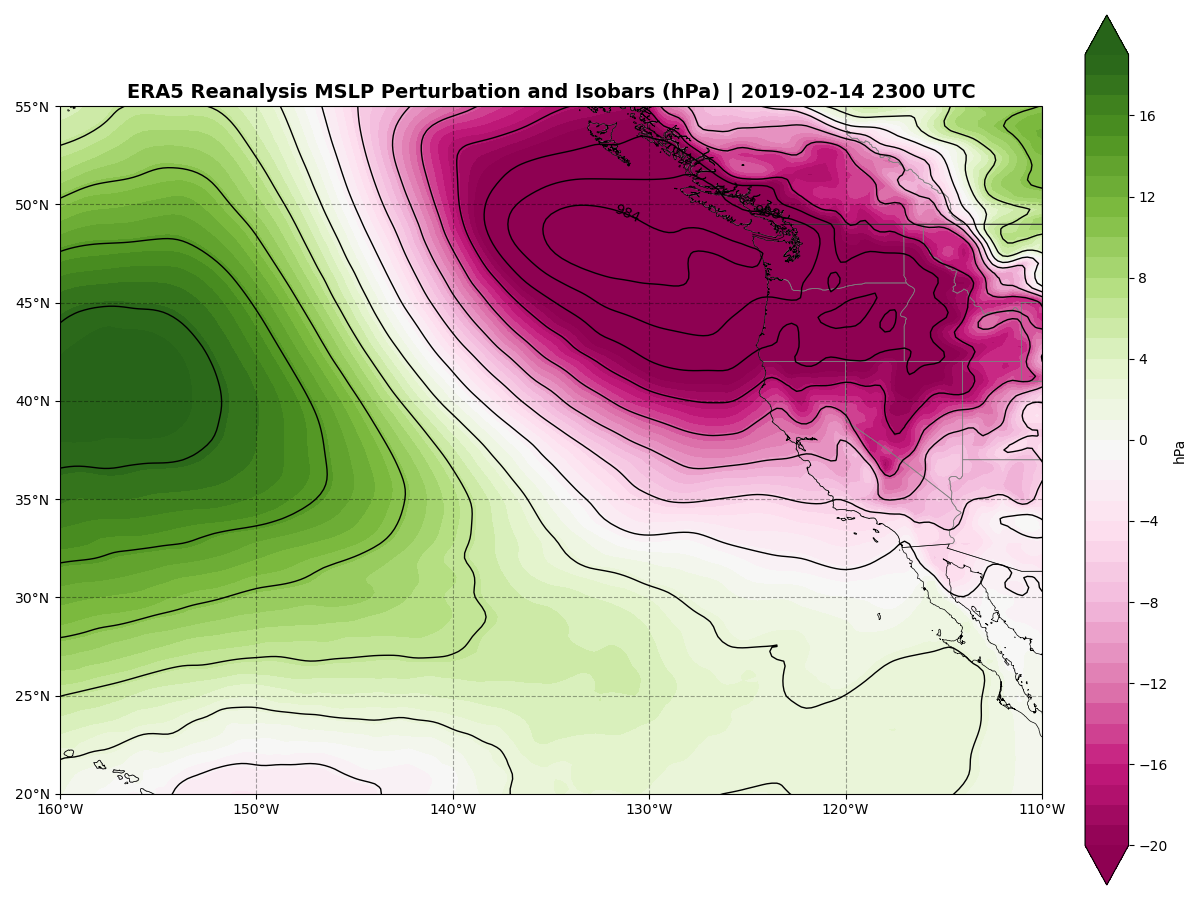 ERA5 Reanalysis MSLP Perturbation and Isobars (hPa) | 2019-02-14 2300 UTC
55°N
50°N
45°N
40°N
35°N
30°N
25°N
20°N
160°W
150°W
140°W
130°W
120°W
110°W
984
16
12
8
4
0
−4
−8
−12
−16
−20
hPa